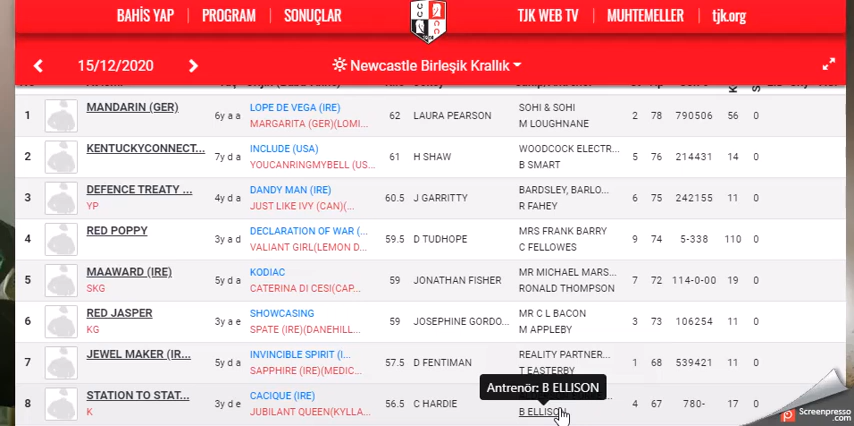 BAHİS YAP PROGRAM SONUÇLAR TJK WEB TV MUHTEMELLER tjk.org
15/12/2020 Newcastle Birleşik Krallık
1 MANDARIN (GER) 6y a a LOPE DE VEGA (IRE) 62 LAURA PEARSON SOHI & SOHI 2 78 790506 56 0
MARGARITA (GER)(LOMI... M LOUGHNANE
2 KENTUCKYCONNECT... 7y d a INCLUDE (USA) 61 H SHAW WOODCOCK ELECTR... 5 76 214431 14 0
YOUCANRINGMYBELL (US... B SMART
3 DEFENCE TREATY ... 4y d a DANDY MAN (IRE) 60.5 J GARRITTY BARDSLEY, BARLO... 6 75 242155 11 0
YP JUST LIKE IVY (CAN)(... R FAHEY
4 RED POPPY 3y a d DECLARATION OF WAR (... 59.5 D TUDHOPE MRS FRANK BARRY 9 74 5-338 110 0
VALIANT GIRL(LEMON D... C FELLOWES
5 MAAWARD (IRE) 5y d a KODIAC 59 JONATHAN FISHER MR MICHAEL MARS... 7 72 114-0-00 19 0
SKG CATERINA DI CESI(CAP... RONALD THOMPSON
6 RED JASPER 3y a e SHOWCASING 59 JOSEPHINE GORDO... MR C L BACON 3 73 106254 11 0
KG SPATE (IRE)(DANEHILL... M APPLEBY
7 JEWEL MAKER (IR... 5y d a INVINCIBLE SPIRIT (I... 57.5 D FENTIMAN REALITY PARTNER... 1 68 539421 11 0
SAPPHIRE (IRE)(MEDIC... T EASTERBY
Antrenör: B ELLISON
8 STATION TO STAT... 3y d e CACIQUE (IRE) 56.5 C HARDIE 4 67 780- 17 0
K JUBILANT QUEEN(KYLLA... B ELLISON
Screenpresso
Screenpresso.com